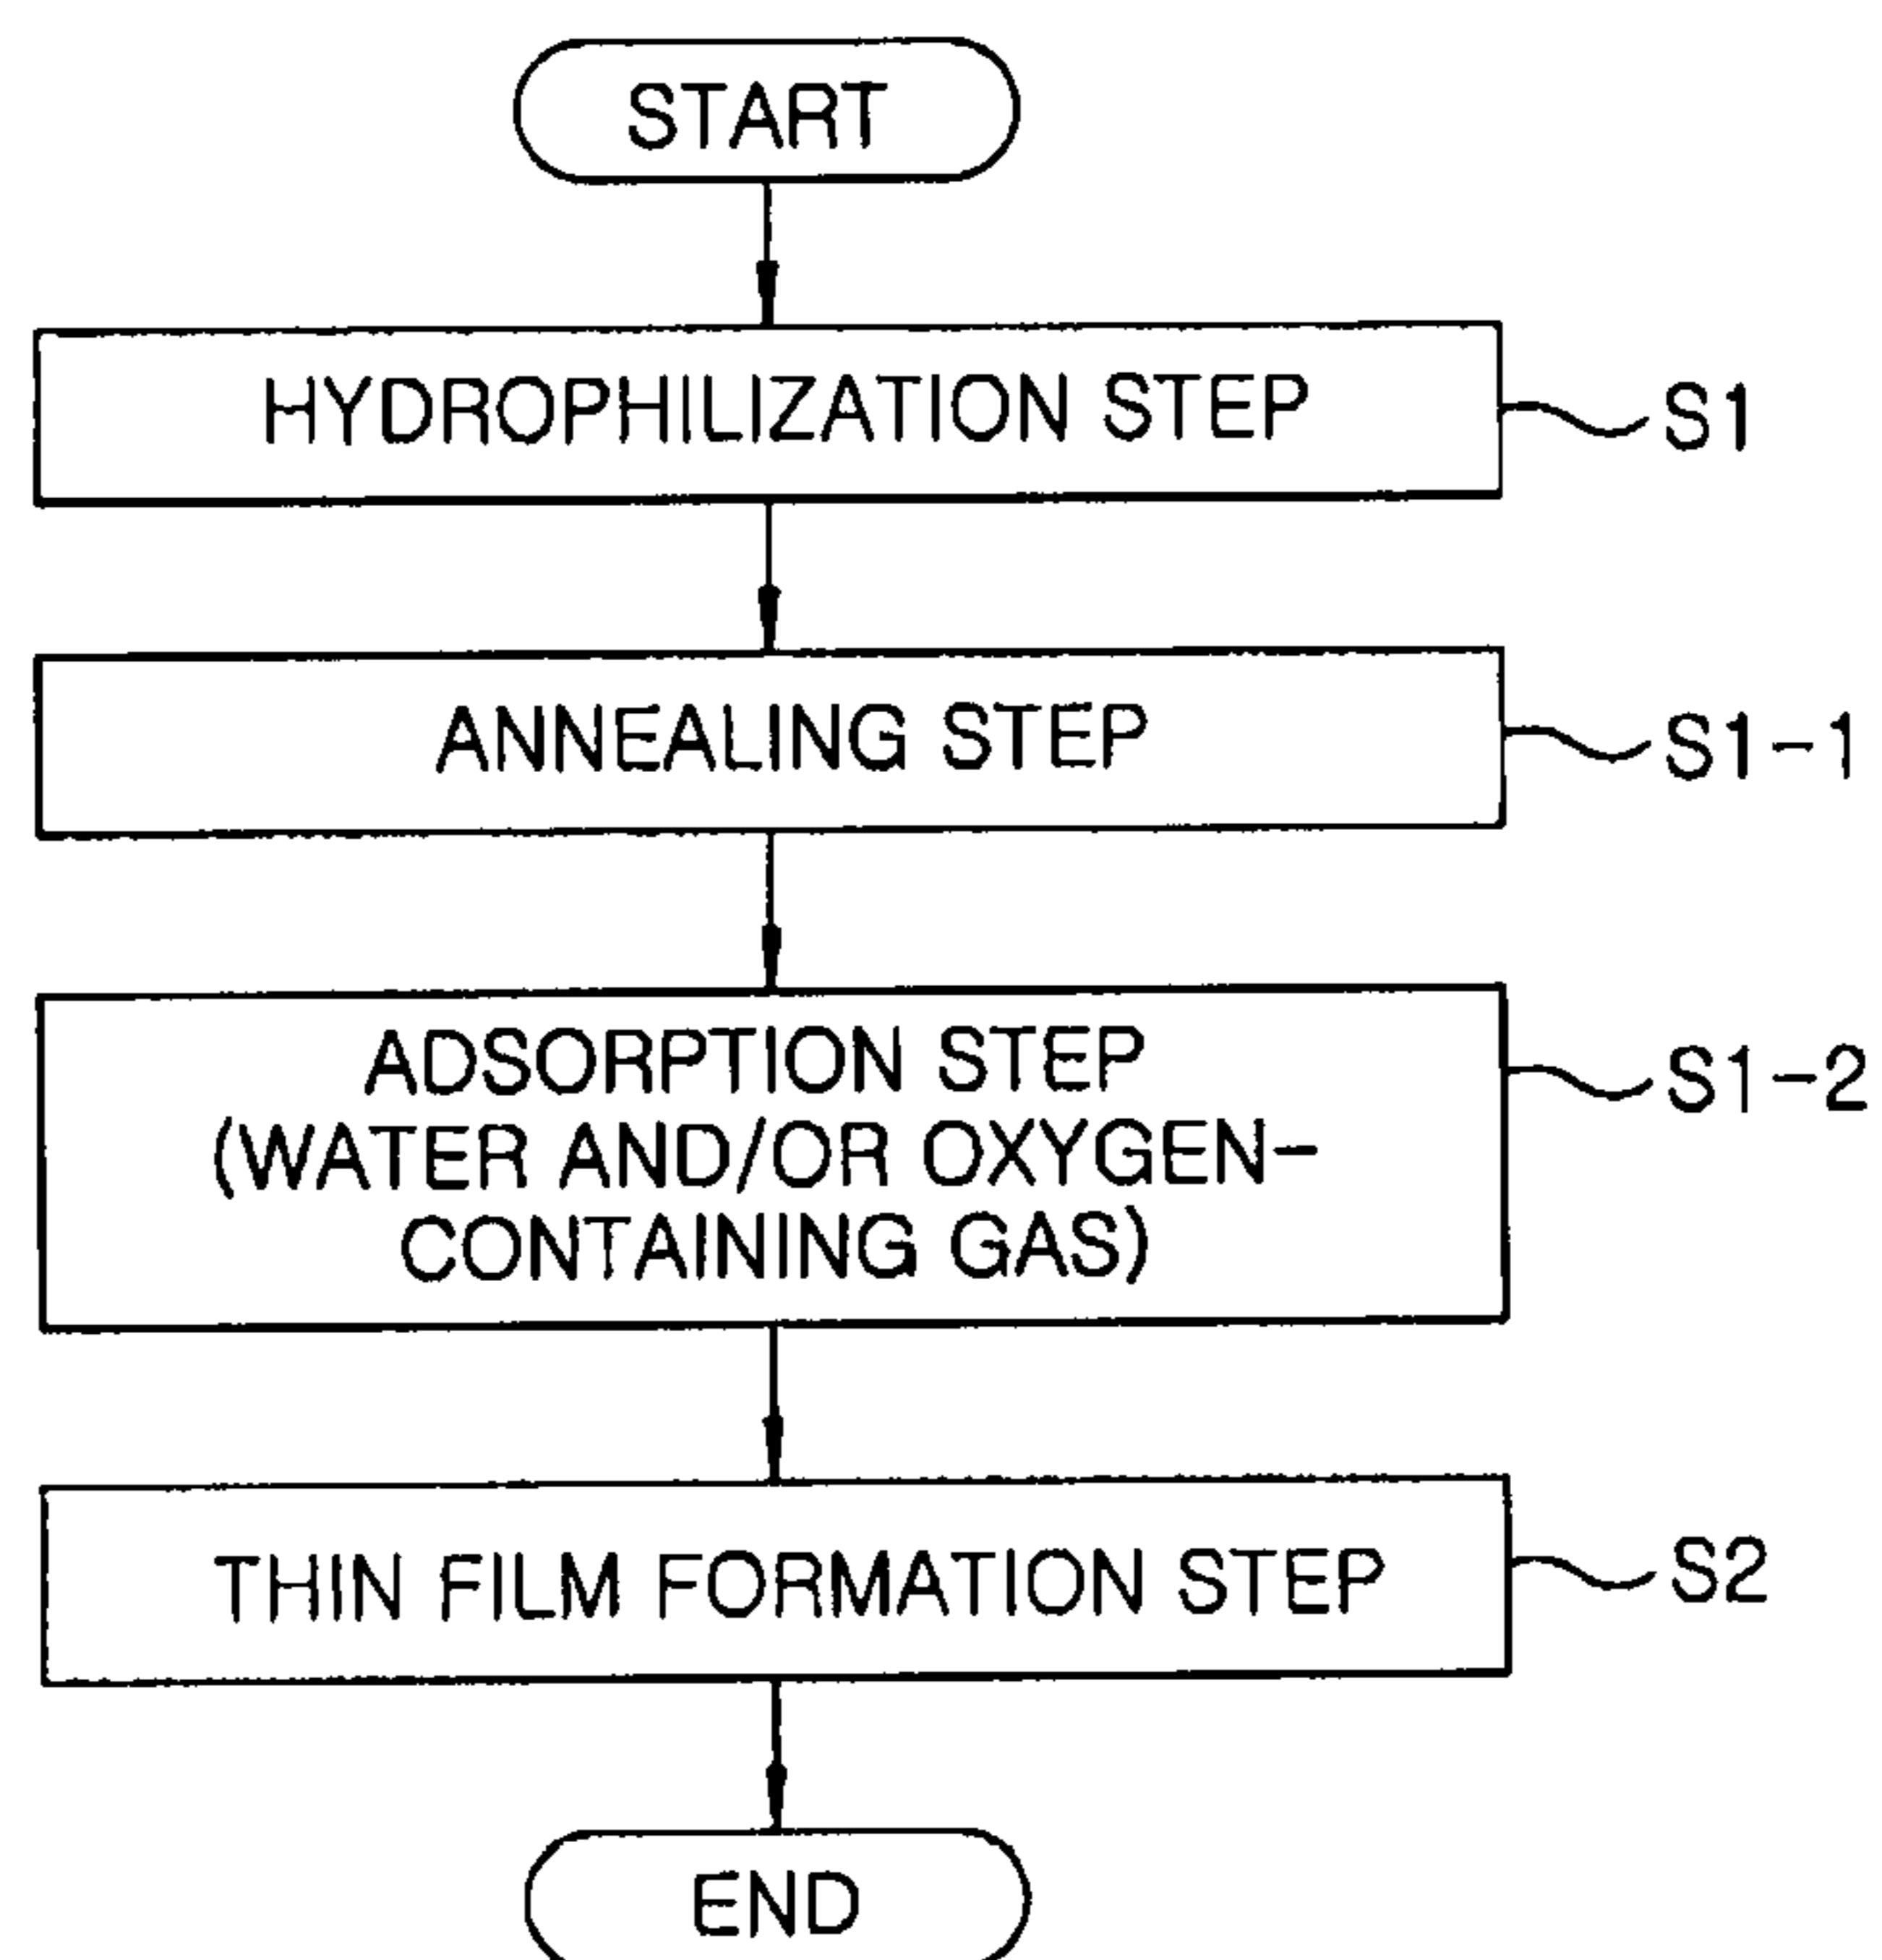 START
HYDROPHILIZATION STEP
S1
ANNEALING STEP
S1-1
ADSORPTION STEP
(WATER AND/OR OXYGEN-
CONTAINING GAS)
S1-2
THIN FILM FORMATION STEP
S2
END